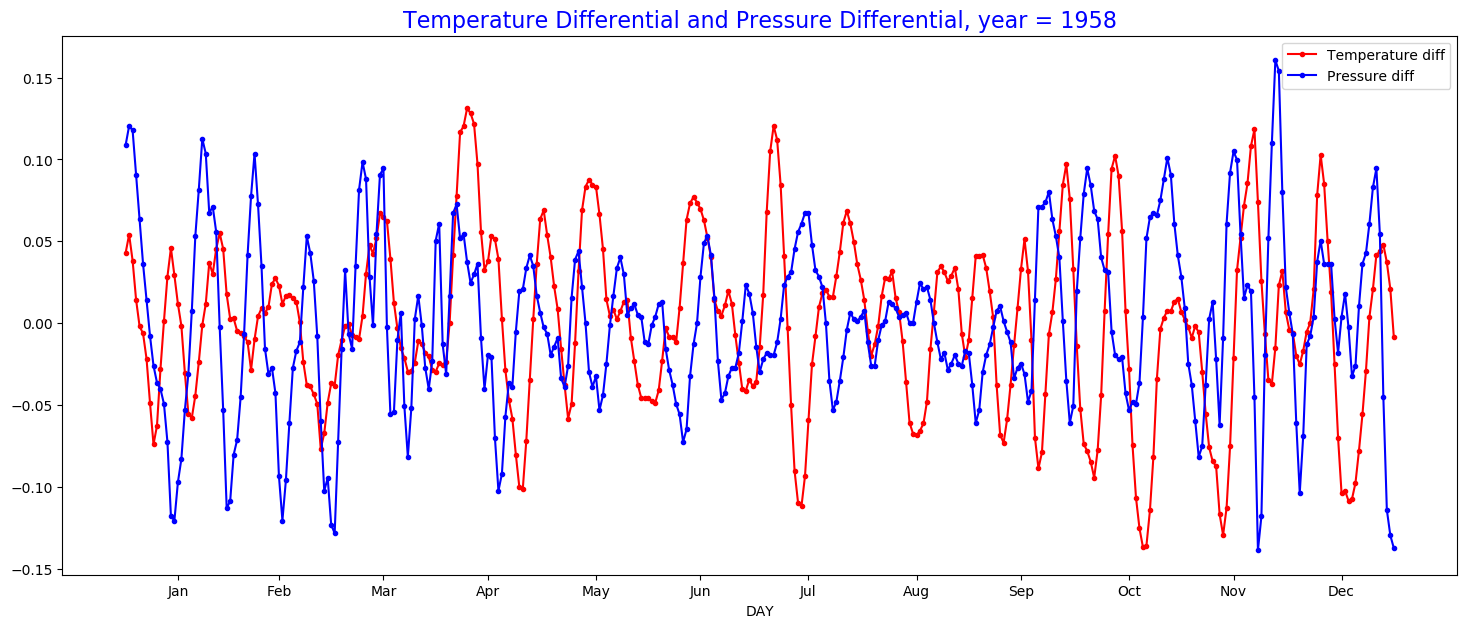 Temperature Differential and Pressure Differential, year = 1958
Temperature diff
Pressure diff
0.15
0.10
0.05
0.00
−0.05
−0.10
−0.15
Jan Feb Mar Apr May Jun Jul Aug Sep Oct Nov Dec
DAY